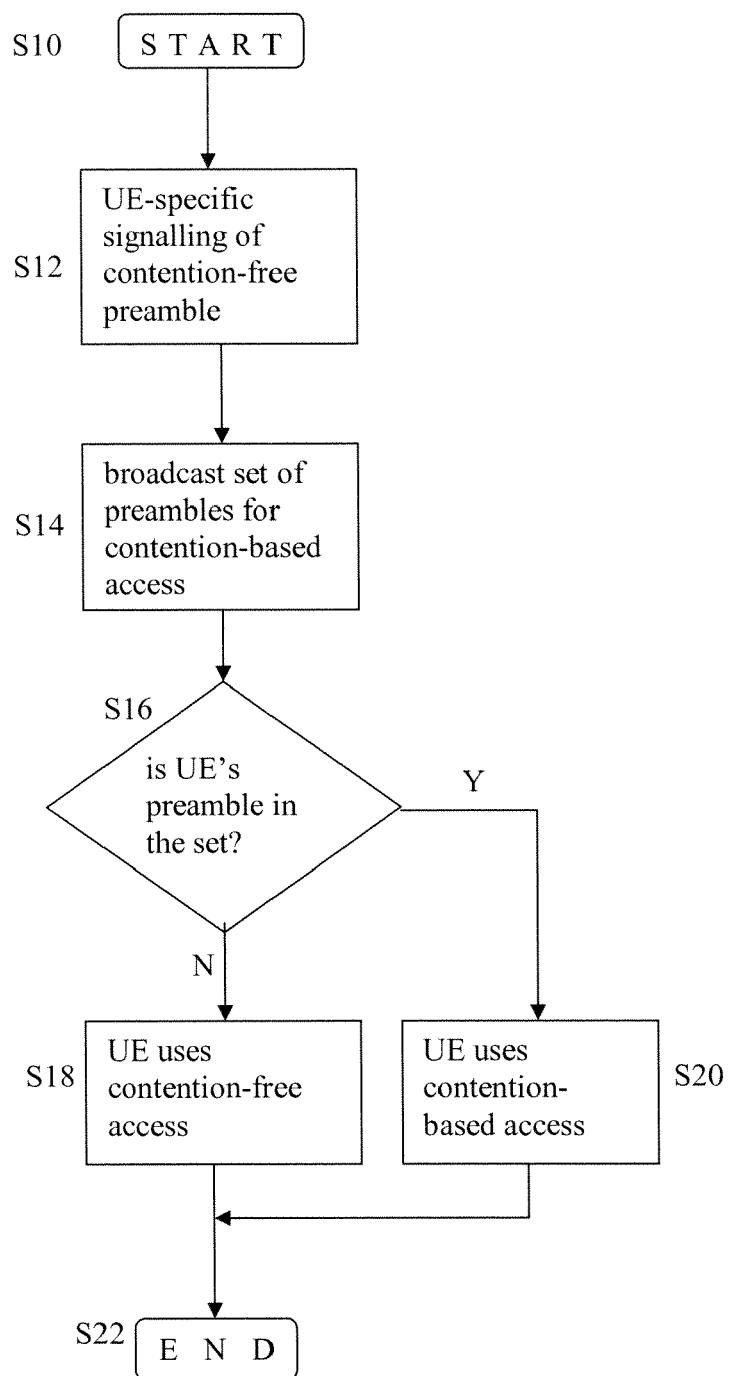 S10
S T A R T
S12
UE-specific
signalling of
contention-free
preamble
S14
broadcast set of
preambles for
contention-based
access
S16
is UE's
preamble in
the set?
Y
N
S18
UE uses
contention-free
access
UE uses
contention-
based access
S20
S22
E N D